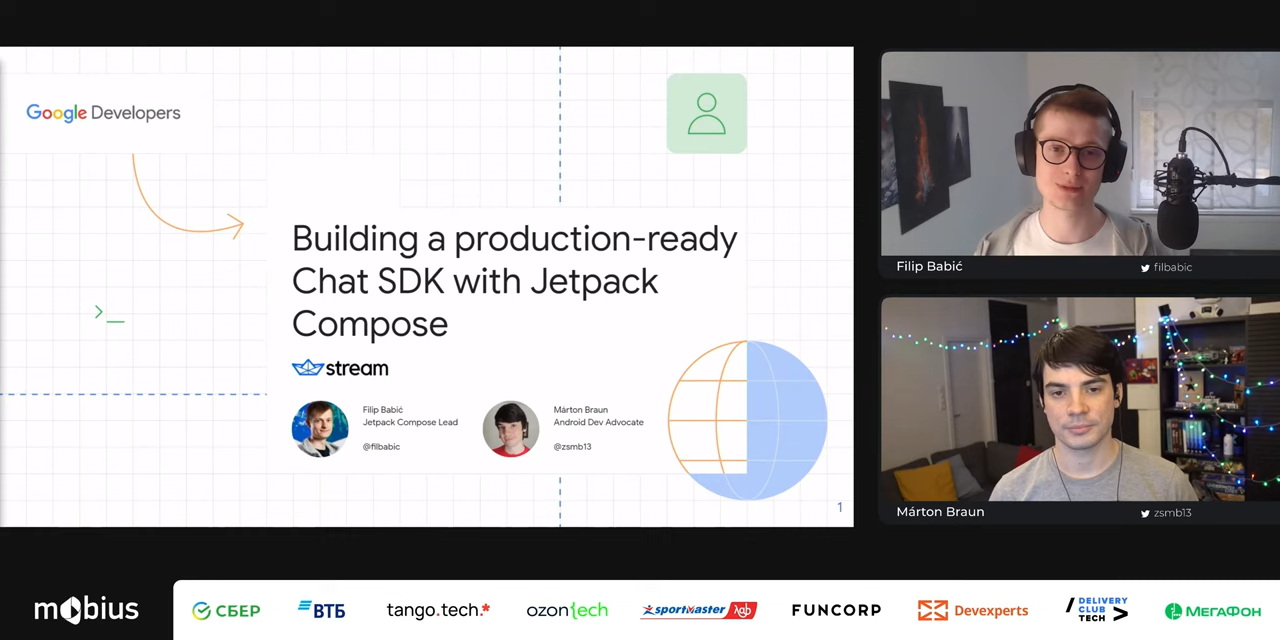 Google Developers
Building a production-ready
Chat SDK with Jetpack
Compose
stream
Filip Babić
Jetpack Compose Lead
@filbabic
Márton Braun
Android Dev Advocate
@zsmb13
1
Filip Babić
filbabic
Márton Braun
zsmb13
mobius
СБЕР
ВТБ
tango.tech.*
ozon{tech
sportmaster lab
FUNCORP
Devexperts
/ DELIVERY
CLUB
TECH >
МЕГАФОН